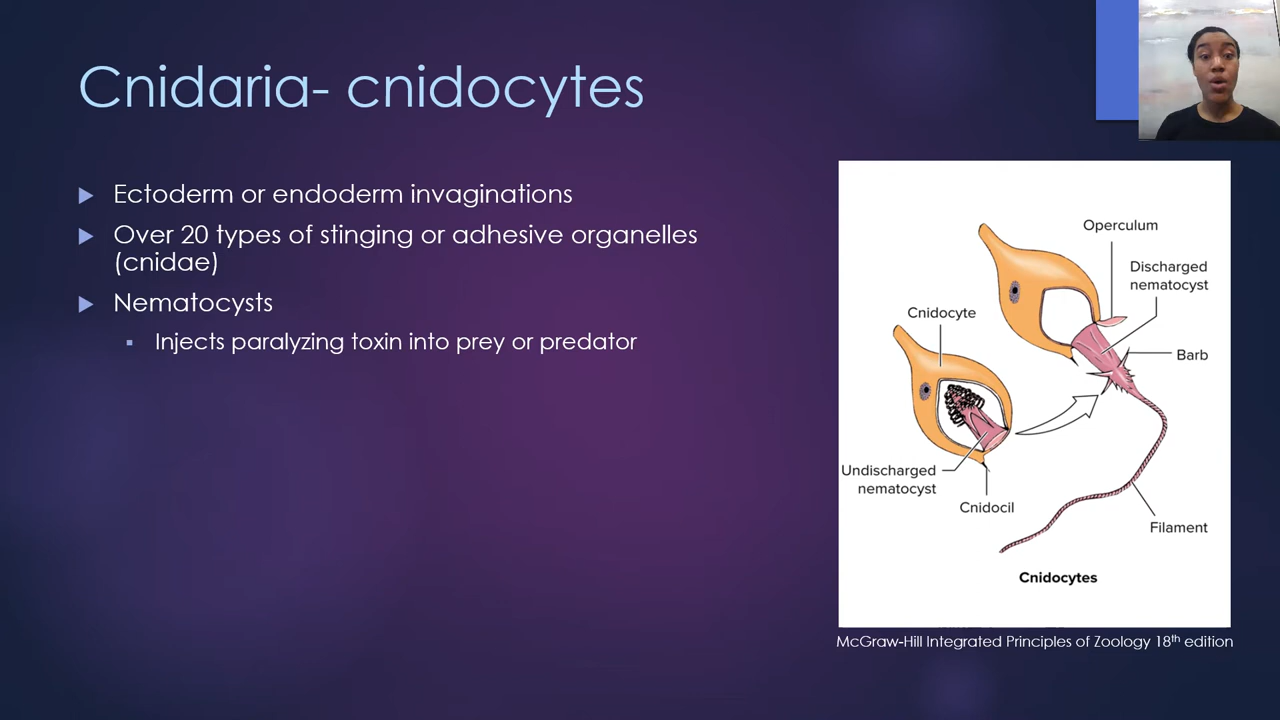 Cnidaria- cnidocytes
Ectoderm or endoderm invaginations
Over 20 types of stinging or adhesive organelles
(cnidae)
Nematocysts
Injects paralyzing toxin into prey or predator
Operculum
Discharged
nematocyst
Cnidocyte
Barb
Undischarged
nematocyst
Cnidocil
Filament
Cnidocytes
McGraw-Hill Integrated Principles of Zoology 18th edition